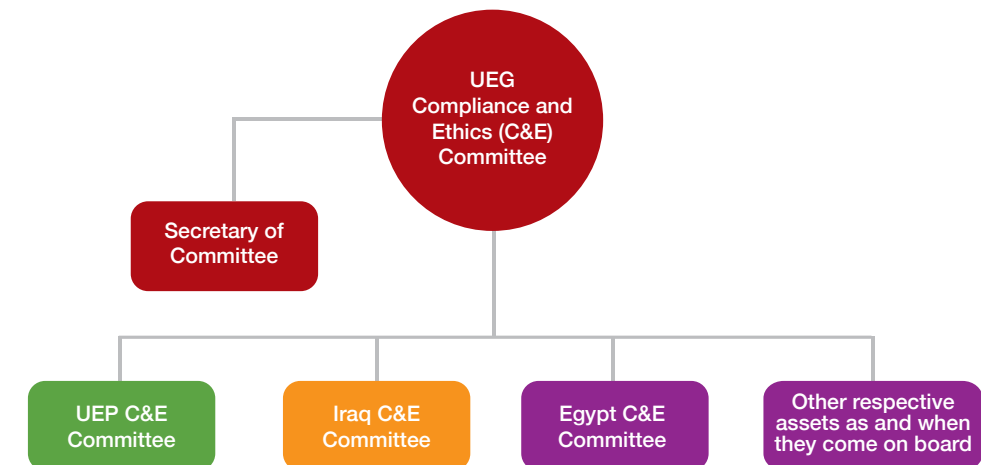 UEG
Compliance and
Ethics (C&E)
Committee
Secretary of
Committee
UEP C&E
Committee
Iraq C&E
Committee
Egypt C&E
Committee
Other respective
assets as and when
they come on board